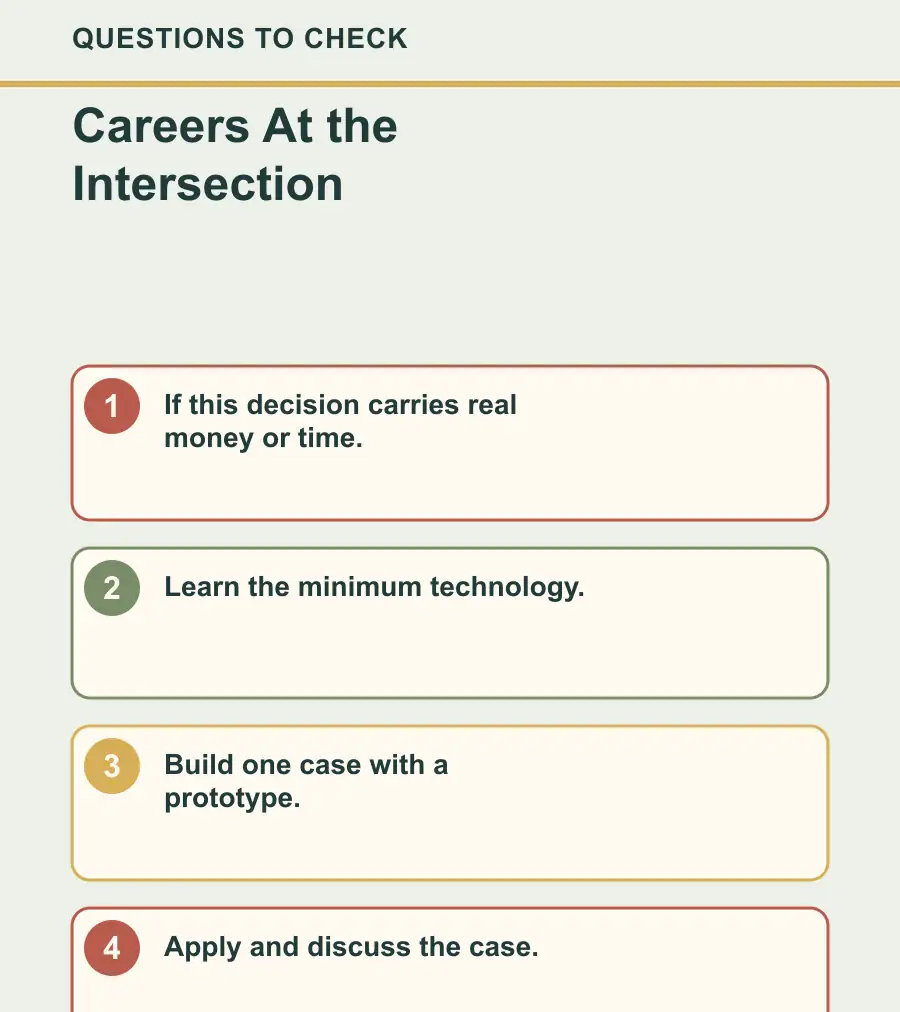 QUESTIONS TO CHECK
Careers At the
Intersection
1
If this decision carries real
money or time.
2
Learn the minimum technology.
3
Build one case with a
prototype.
4
Apply and discuss the case.